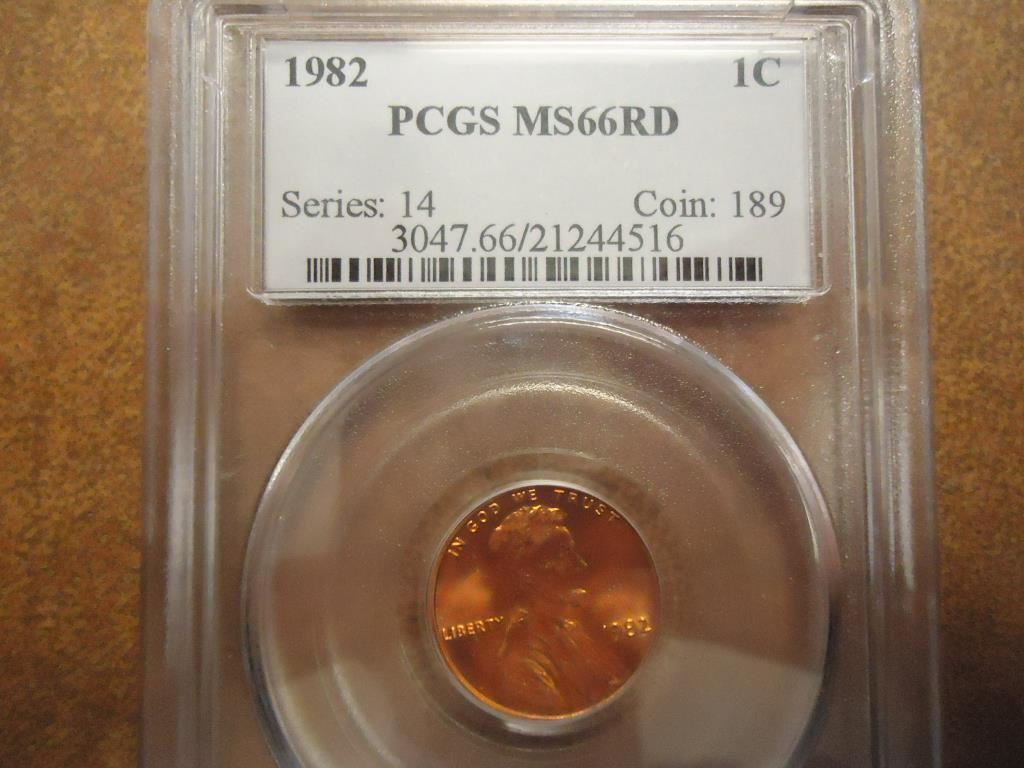 1982 1C
PCGS MS66RD
Series: 14 Coin: 189
3047.66/21244516
IN GOD WE TRUST
LIBERTY 1982